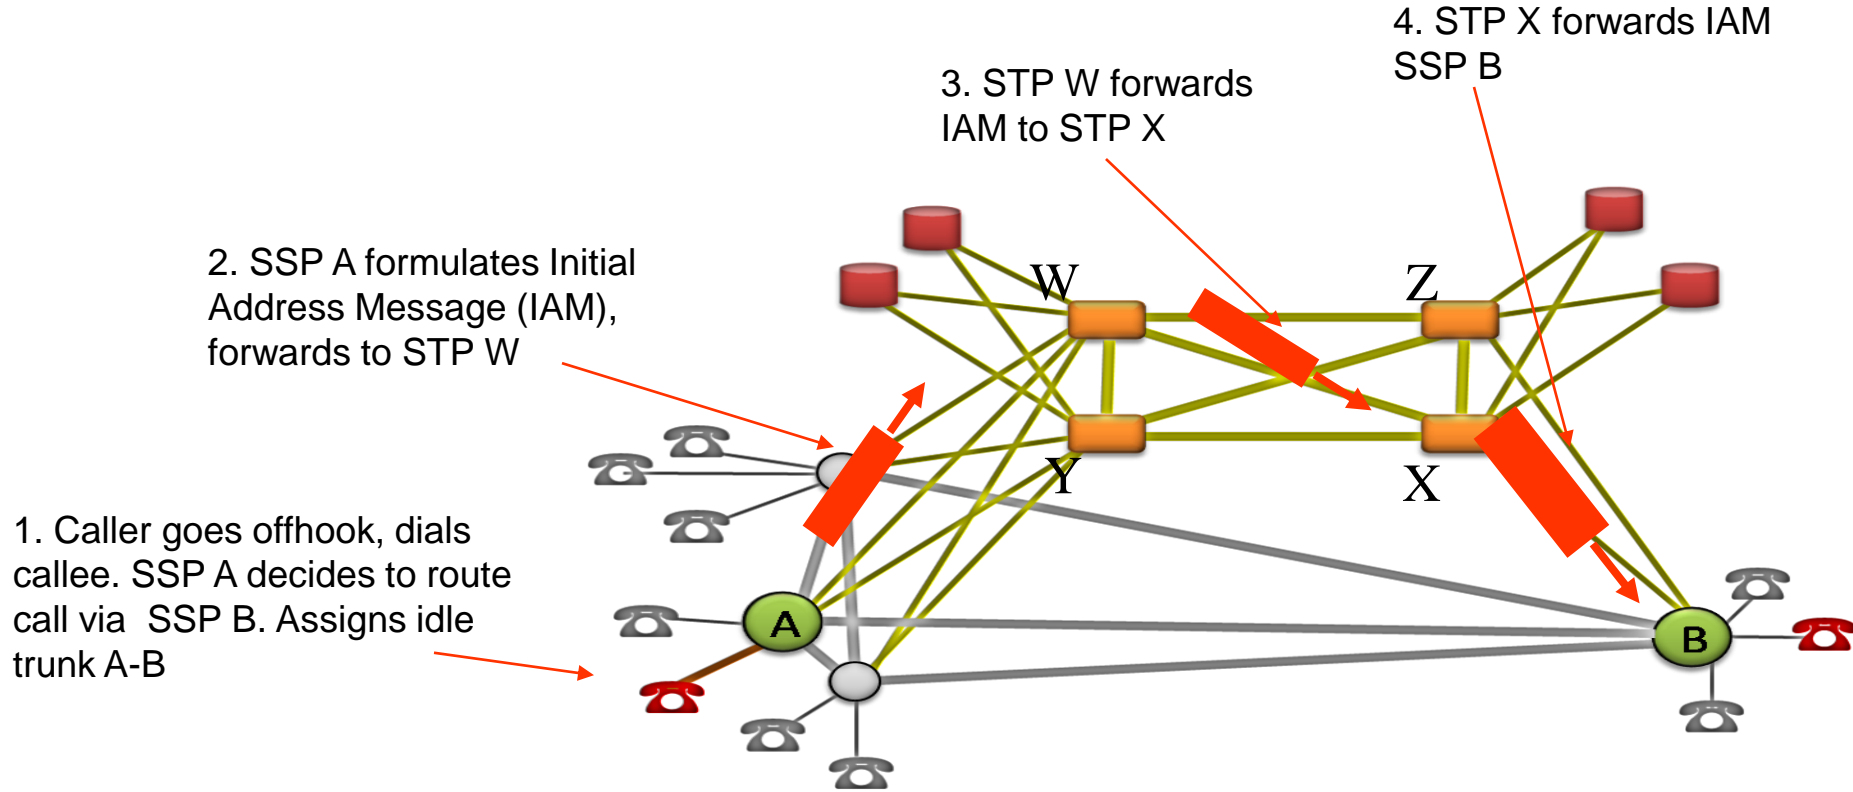 4. STP X forwards IAM
SSP B
3. STP W forwards
IAM to STP X
2. SSP A formulates Initial
Address Message (IAM),
forwards to STP W
W
Z
Y
X
1. Caller goes offhook, dials
callee. SSP A decides to route
call via  SSP B. Assigns idle
trunk A-B
A
B